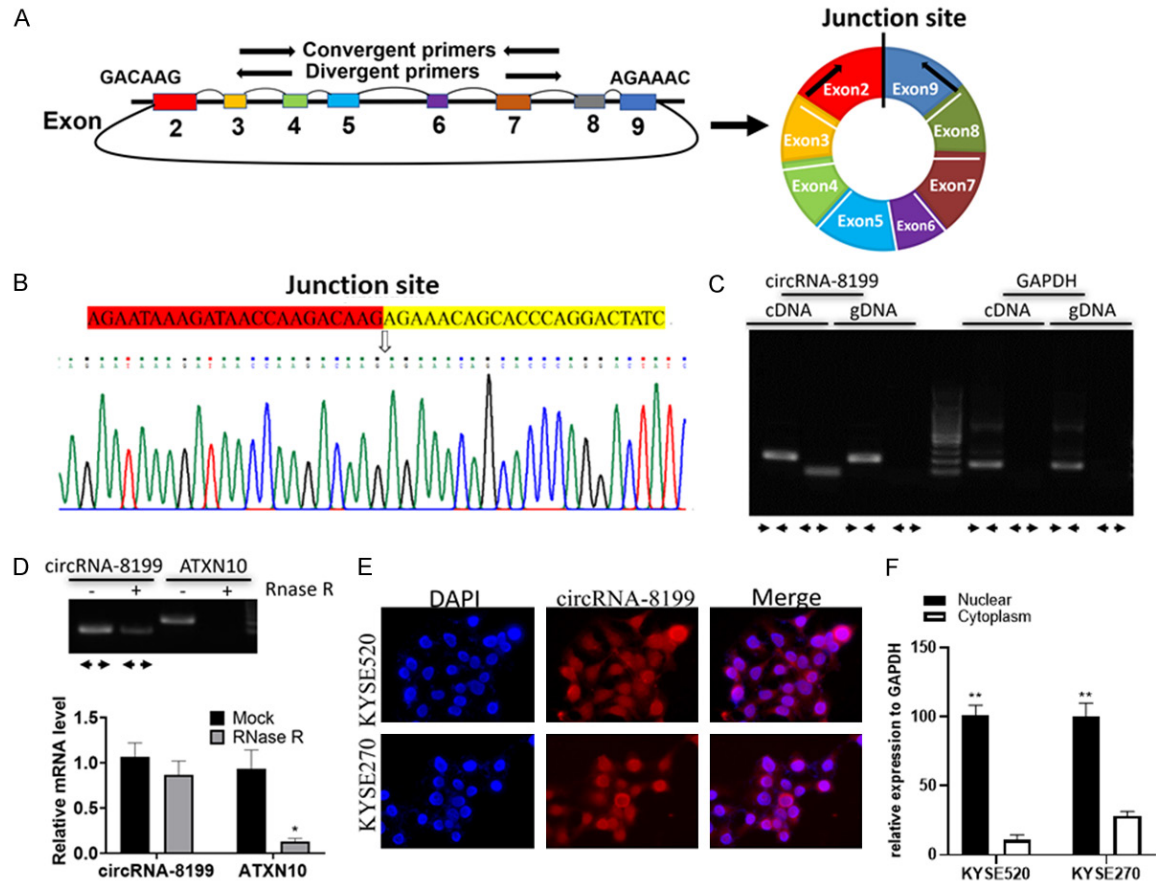 A
Junction site
Convergent primers
Divergent primers
GACAAG
AGAAAC
Exon
2 3 4 5 6 7 8 9
Exon2
Exon9
Exon3
Exon8
Exon4
Exon7
Exon5
Exon6
B
Junction site
AGAATAAAGATAACCAAGACAAGAGAAACAGCACCCAGGACTATC
C
circRNA-8199 GAPDH
cDNA gDNA cDNA gDNA
D
circRNA-8199 ATXN10
- + - + Rnase R
Relative mRNA level
1.5
1.0
0.5
0.0
Mock
RNase R
*
circRNA-8199 ATXN10
E
DAPI circRNA-8199 Merge
KYSE520
KYSE270
F
Nuclear
Cytoplasm
relative expression to GAPDH
150
100
50
0
** **
KYSE520 KYSE270